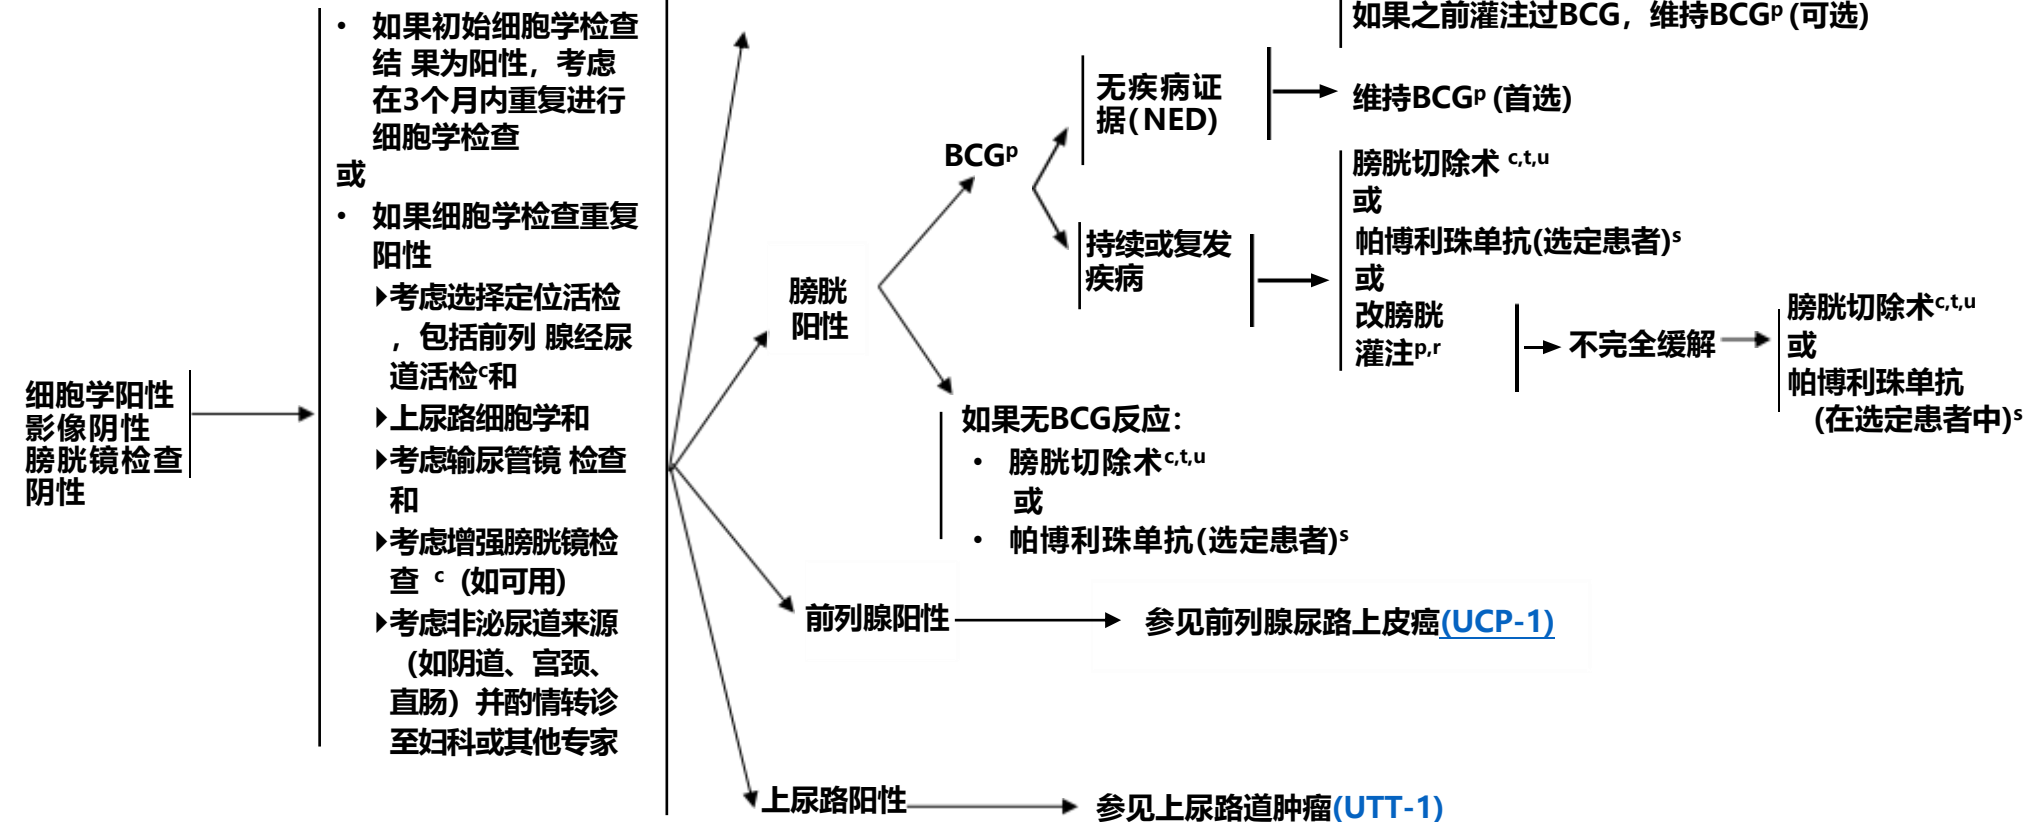 细胞学阳性
影像阴性
膀胱镜检查
阴性
• 如果初始细胞学检查
结 果为阳性，考虑
在3个月内重复进行
细胞学检查
或
• 如果细胞学检查重复
阳性
考虑选择定位活检
，包括前列 腺经尿
道活检c和
上尿路细胞学和
考虑输尿管镜 检查
和
考虑增强膀胱镜检
查 c (如可用)
考虑非泌尿道来源
（如阴道、宫颈、
直肠）并酌情转诊
至妇科或其他专家
膀胱
阳性
BCGp
无疾病证
据(NED)
如果之前灌注过BCG，维持BCGp (可选)
维持BCGp (首选)
持续或复发
疾病
膀胱切除术 c,t,u
或
帕博利珠单抗(选定患者)s
或
改膀胱
灌注p,r
不完全缓解
膀胱切除术c,t,u
或
帕博利珠单抗
(在选定患者中)s
如果无BCG反应：
• 膀胱切除术c,t,u
或
• 帕博利珠单抗(选定患者)s
前列腺阳性
参见前列腺尿路上皮癌(UCP-1)
上尿路阳性
参见上尿路道肿瘤(UTT-1)